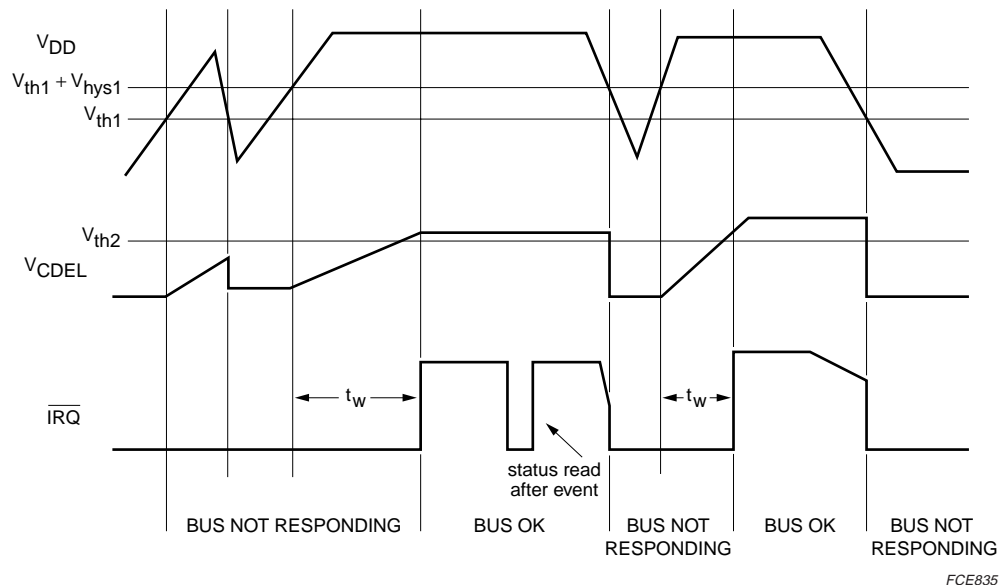 VDD
Vth1 + Vhys1
Vth1
Vth2
VCDEL
tW
tW
IRQ
status read
after event
BUS NOT RESPONDING
BUS OK
BUS NOT
RESPONDING
BUS OK
BUS NOT
RESPONDING
FCE835